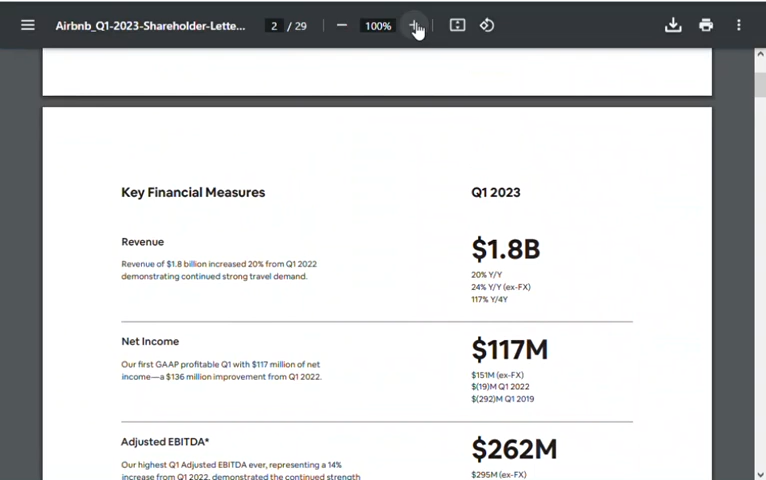 Airbnb_Q1-2023-Shareholder-Lette... 2 / 29 100%
Key Financial Measures Q1 2023
Revenue $1.8B
Revenue of $1.8 billion increased 20% from Q1 2022
demonstrating continued strong travel demand.
20% Y/Y
24% Y/Y (ex-FX)
117% Y/4Y
Net Income $117M
Our first GAAP profitable Q1 with $117 million of net
income—a $136 million improvement from Q1 2022.
$151M (ex-FX)
$(19)M Q1 2022
$(292)M Q1 2019
Adjusted EBITDA* $262M
Our highest Q1 Adjusted EBITDA ever, representing a 14%
increase from Q1 2022, demonstrated the continued strength
$295M (ex-FX)